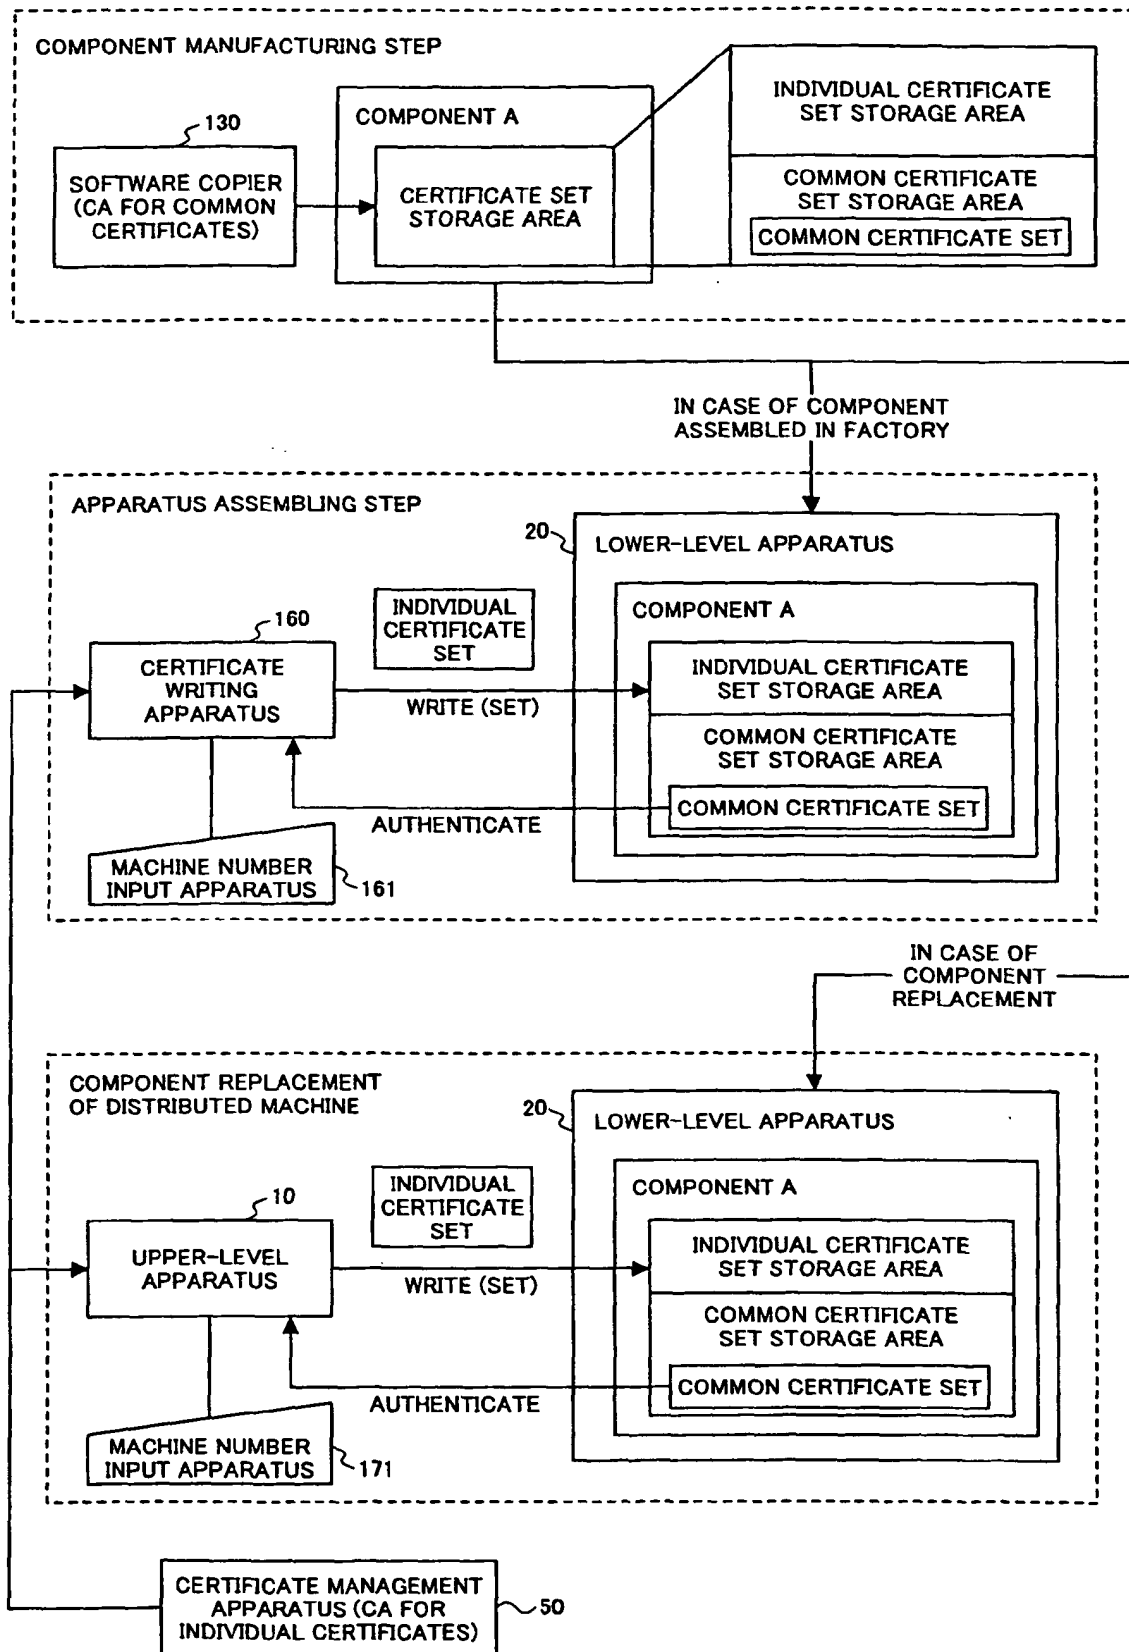 COMPONENT MANUFACTURING STEP
130
SOFTWARE COPIER
(CA FOR COMMON
CERTIFICATES)
COMPONENT A
CERTIFICATE SET
STORAGE AREA
INDIVIDUAL CERTIFICATE
SET STORAGE AREA
COMMON CERTIFICATE
SET STORAGE AREA
COMMON CERTIFICATE SET
IN CASE OF COMPONENT
ASSEMBLED IN FACTORY
APPARATUS ASSEMBLING STEP
20
LOWER-LEVEL APPARATUS
COMPONENT A
160
CERTIFICATE
WRITING
APPARATUS
INDIVIDUAL
CERTIFICATE
SET
WRITE (SET)
INDIVIDUAL CERTIFICATE
SET STORAGE AREA
COMMON CERTIFICATE
SET STORAGE AREA
COMMON CERTIFICATE SET
AUTHENTICATE
MACHINE NUMBER
INPUT APPARATUS
161
IN CASE OF
COMPONENT
REPLACEMENT
COMPONENT REPLACEMENT
OF DISTRIBUTED MACHINE
20
LOWER-LEVEL APPARATUS
COMPONENT A
10
UPPER-LEVEL
APPARATUS
INDIVIDUAL
CERTIFICATE
SET
WRITE (SET)
INDIVIDUAL CERTIFICATE
SET STORAGE AREA
COMMON CERTIFICATE
SET STORAGE AREA
COMMON CERTIFICATE SET
AUTHENTICATE
MACHINE NUMBER
INPUT APPARATUS
171
CERTIFICATE MANAGEMENT
APPARATUS (CA FOR
INDIVIDUAL CERTIFICATES)
50